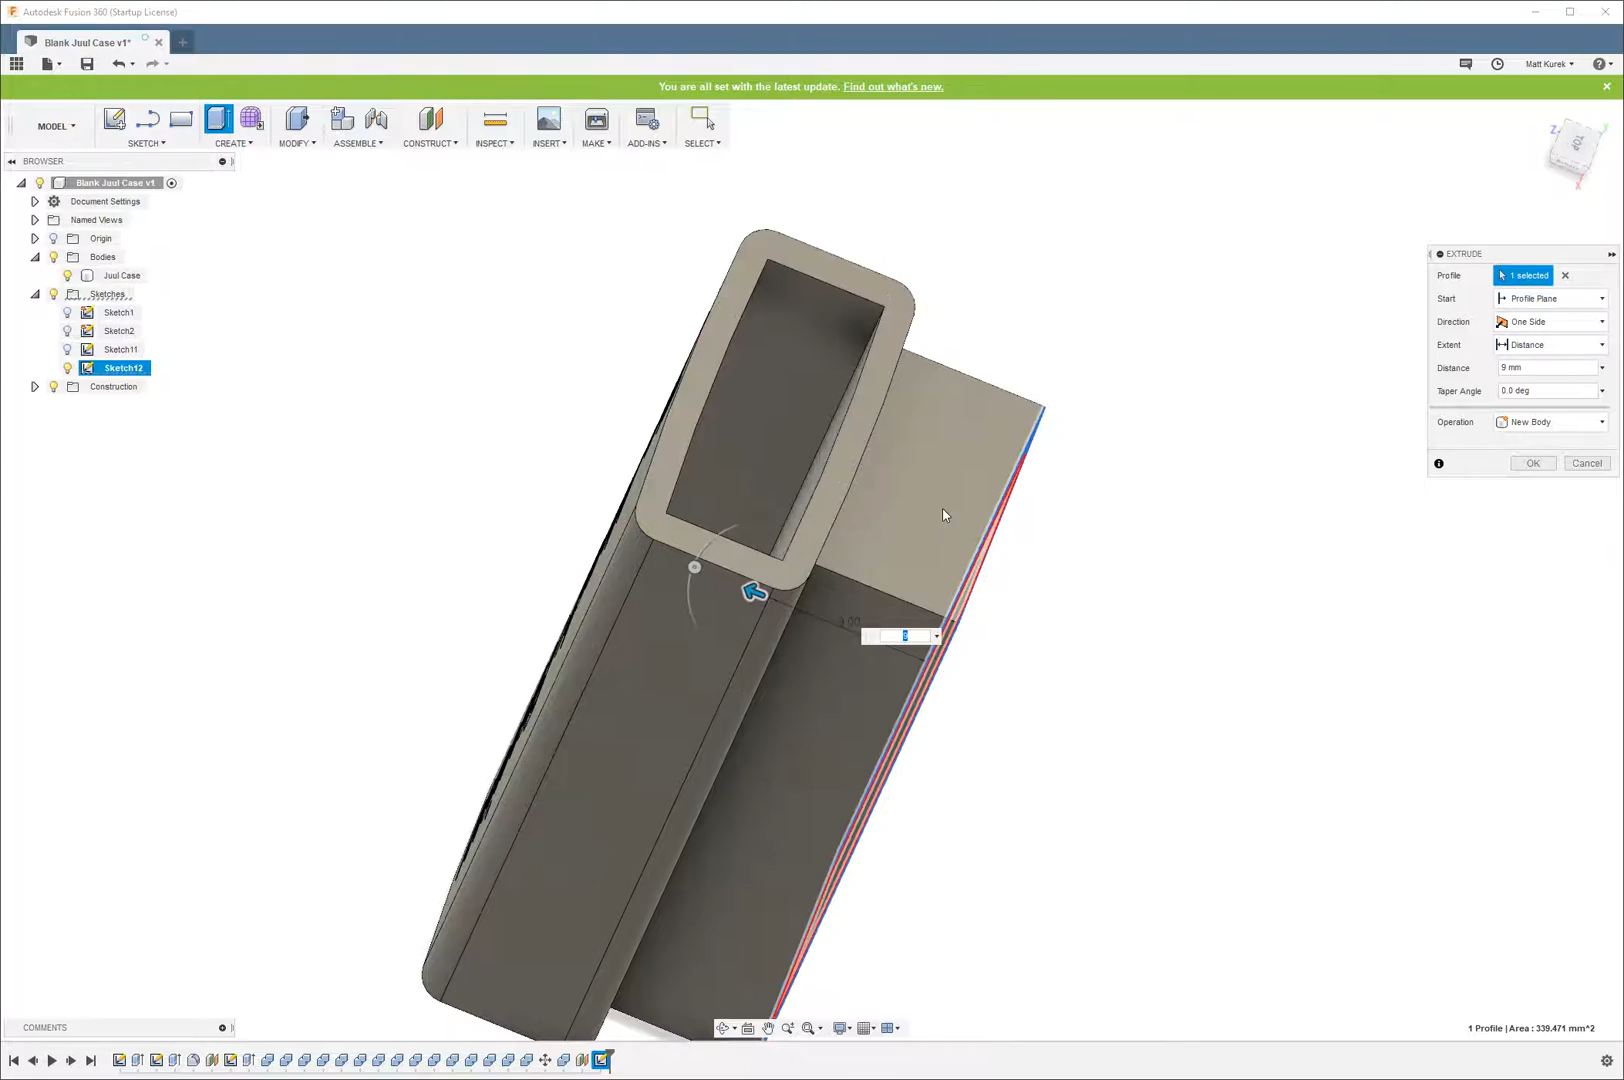 Autodesk Fusion 360 (Startup License)
Blank Juul Case v1*
Matt Kurek
You are all set with the latest update. Find out what's new.
MODEL
SKETCH
CREATE
MODIFY
ASSEMBLE
CONSTRUCT
INSPECT
INSERT
MAKE
ADD-INS
SELECT
TOP
Z
Y
X
BROWSER
Blank Juul Case v1
Document Settings
Named Views
Origin
Bodies
Juul Case
Sketches
Sketch1
Sketch2
Sketch11
Sketch12
Construction
EXTRUDE
Profile 1 selected
Start Profile Plane
Direction One Side
Extent Distance
Distance 9 mm
Taper Angle 0.0 deg
Operation New Body
OK Cancel
9.00
9
COMMENTS
1 Profile | Area : 339.471 mm^2